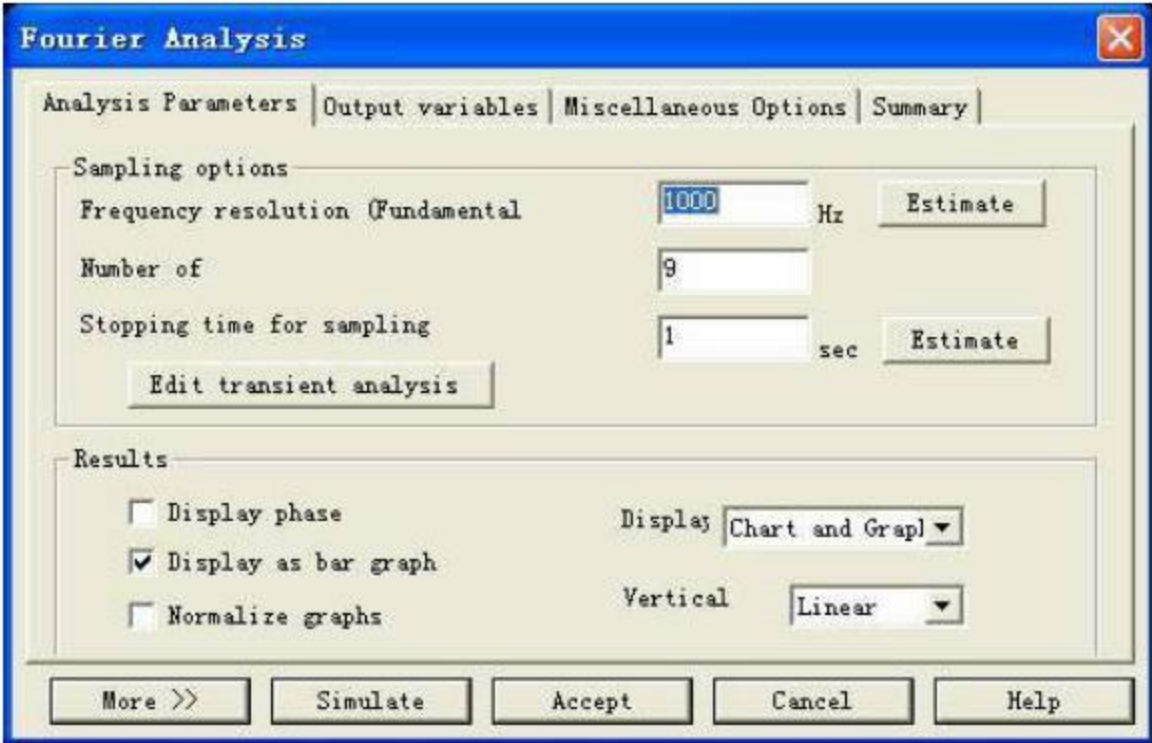 Fourier Analysis
Analysis Parameters Output variables Miscellaneous Options Summary
Sampling options
Frequency resolution (Fundamental 1000 Hz Estimate
Number of 9
Stopping time for sampling 1 sec Estimate
Edit transient analysis
Results
Display phase
Display Chart and Graph
Display as bar graph
Vertical Linear
Normalize graphs
More >> Simulate Accept Cancel Help